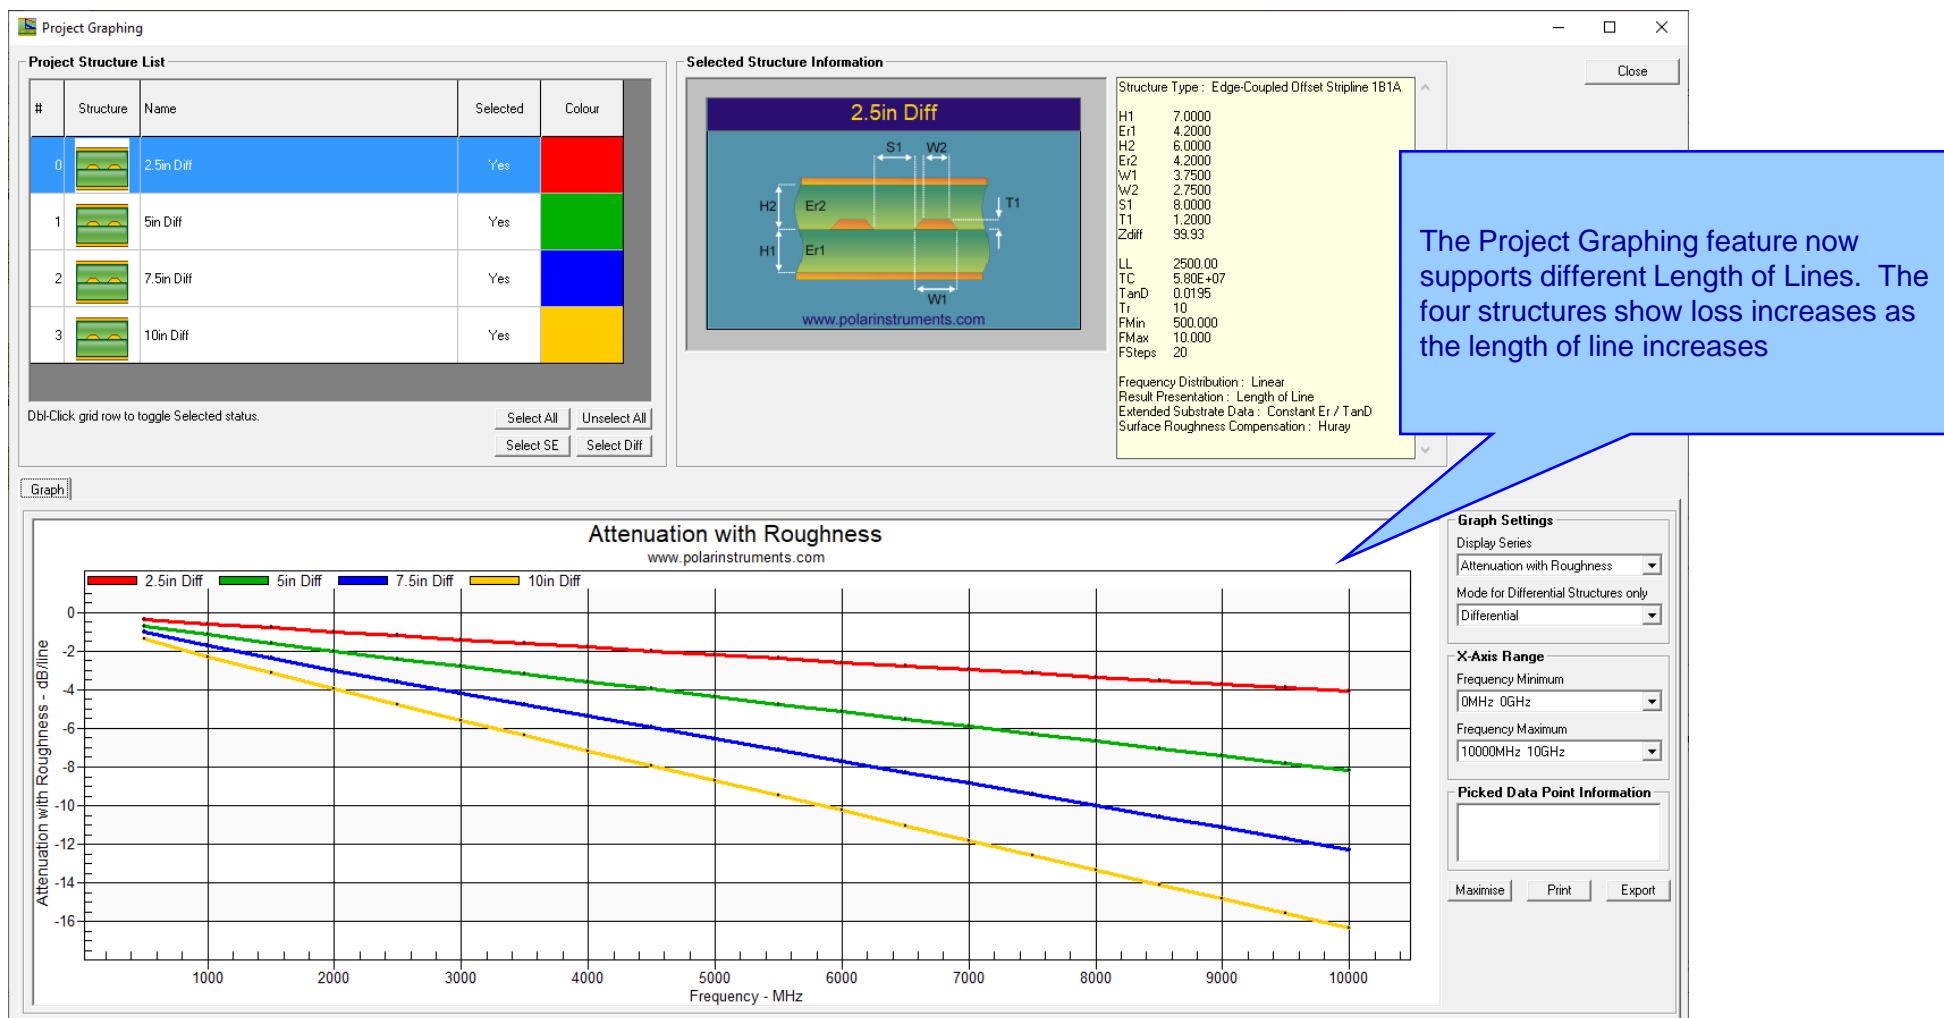 Project Graphing
Close
Project Structure List
# Structure Name Selected Colour
0 2.5in Diff Yes
1 5in Diff Yes
2 7.5in Diff Yes
3 10in Diff Yes
Dbl-Click grid row to toggle Selected status.
Select All Unselect All
Select SE Select Diff
Selected Structure Information
2.5in Diff
S1 W2
H2 Er2 T1
H1 Er1
W1
www.polarinstruments.com
Structure Type : Edge-Coupled Offset Stripline 1B1A
H1 7.0000
Er1 4.2000
H2 6.0000
Er2 4.2000
W1 3.7500
W2 2.7500
S1 8.0000
T1 1.2000
Zdiff 99.93
LL 2500.00
TC 5.80E+07
TanD 0.0195
Tr 10
FMin 500.000
FMax 10.000
FSteps 20
Frequency Distribution : Linear
Result Presentation : Length of Line
Extended Substrate Data : Constant Er / TanD
Surface Roughness Compensation : Huray
The Project Graphing feature now
supports different Length of Lines. The
four structures show loss increases as
the length of line increases
Graph
Attenuation with Roughness
www.polarinstruments.com
2.5in Diff 5in Diff 7.5in Diff 10in Diff
Attenuation with Roughness - dB/line
0
-2
-4
-6
-8
-10
-12
-14
-16
1000 2000 3000 4000 5000 6000 7000 8000 9000 10000
Frequency - MHz
Graph Settings
Display Series
Attenuation with Roughness
Mode for Differential Structures only
Differential
X-Axis Range
Frequency Minimum
0MHz 0GHz
Frequency Maximum
10000MHz 10GHz
Picked Data Point Information
Maximise Print Export